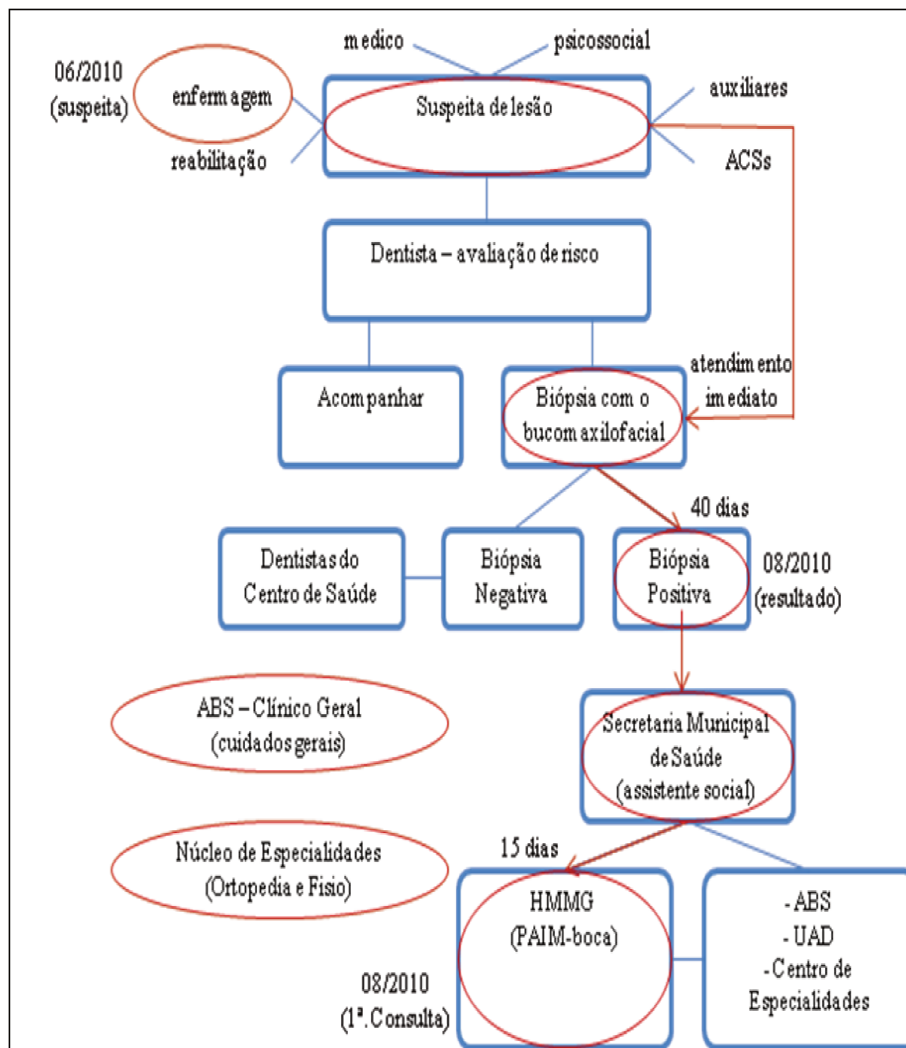 medico
psicossocial
06/2010
(suspeita)
enfermagem
Suspeita de lesão
auxiliares
reabilitação
ACSs
Dentista – avaliação de risco
Acompanhar
Biópsia com o
bucomaxilofacial
atendimento
imediato
40 dias
Dentistas do
Centro de Saúde
Biópsia
Negativa
Biópsia
Positiva
08/2010
(resultado)
ABS – Clínico Geral
(cuidados gerais)
Secretaria Municipal
de Saúde
(assistente social)
Núcleo de Especialidades
(Ortopedia e Fisio)
15 dias
HMMG
(PAIM-boca)
- ABS
- UAD
-Centro de
Especialidades
08/2010
(1ª.Consulta)